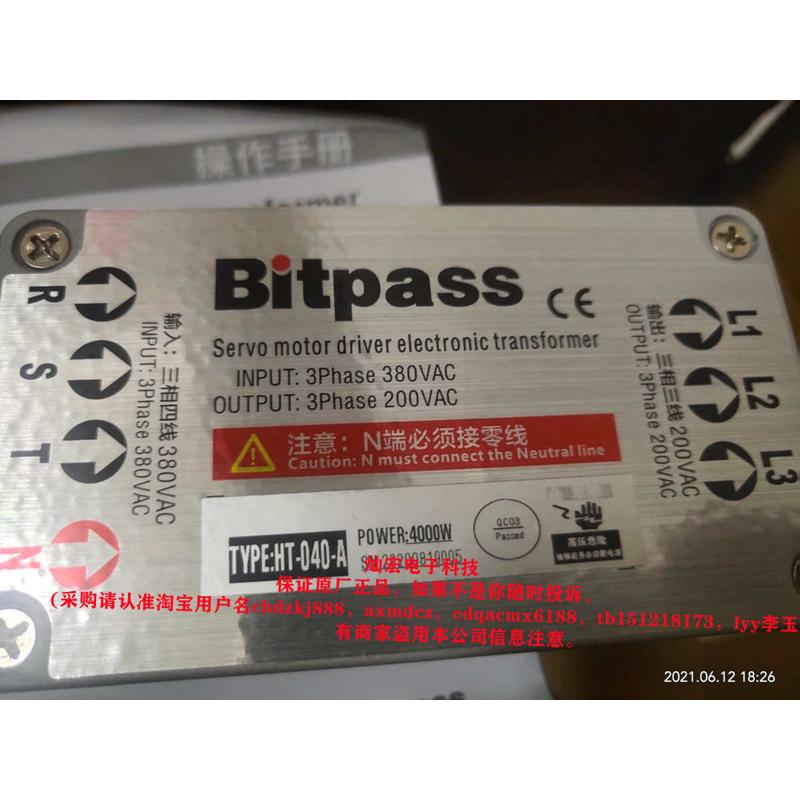 操作手册
Bitpass
CE
Servo motor driver electronic transformer
INPUT: 3Phase 380VAC
OUTPUT: 3Phase 200VAC
R
S
T
N
输入: 三相四线 380VAC
INPUT: 3Phase 380VAC
L1
L2
L3
输出: 三相三线 200VAC
OUTPUT: 3Phase 200VAC
注意: N端必须接零线
Caution: N must connect the Neutral line
TYPE:HT-040-A
POWER:4000W
QC03
Passed
高压危险
灿宏电子科技
保证原厂正品，如果不是你随时投诉。
(采购请认准淘宝用户名chdzkj888, axmdcz, cdqacmx6188, tb151218173, lyy李玉
有商家盗用本公司信息注意。
2021.06.12 18:26